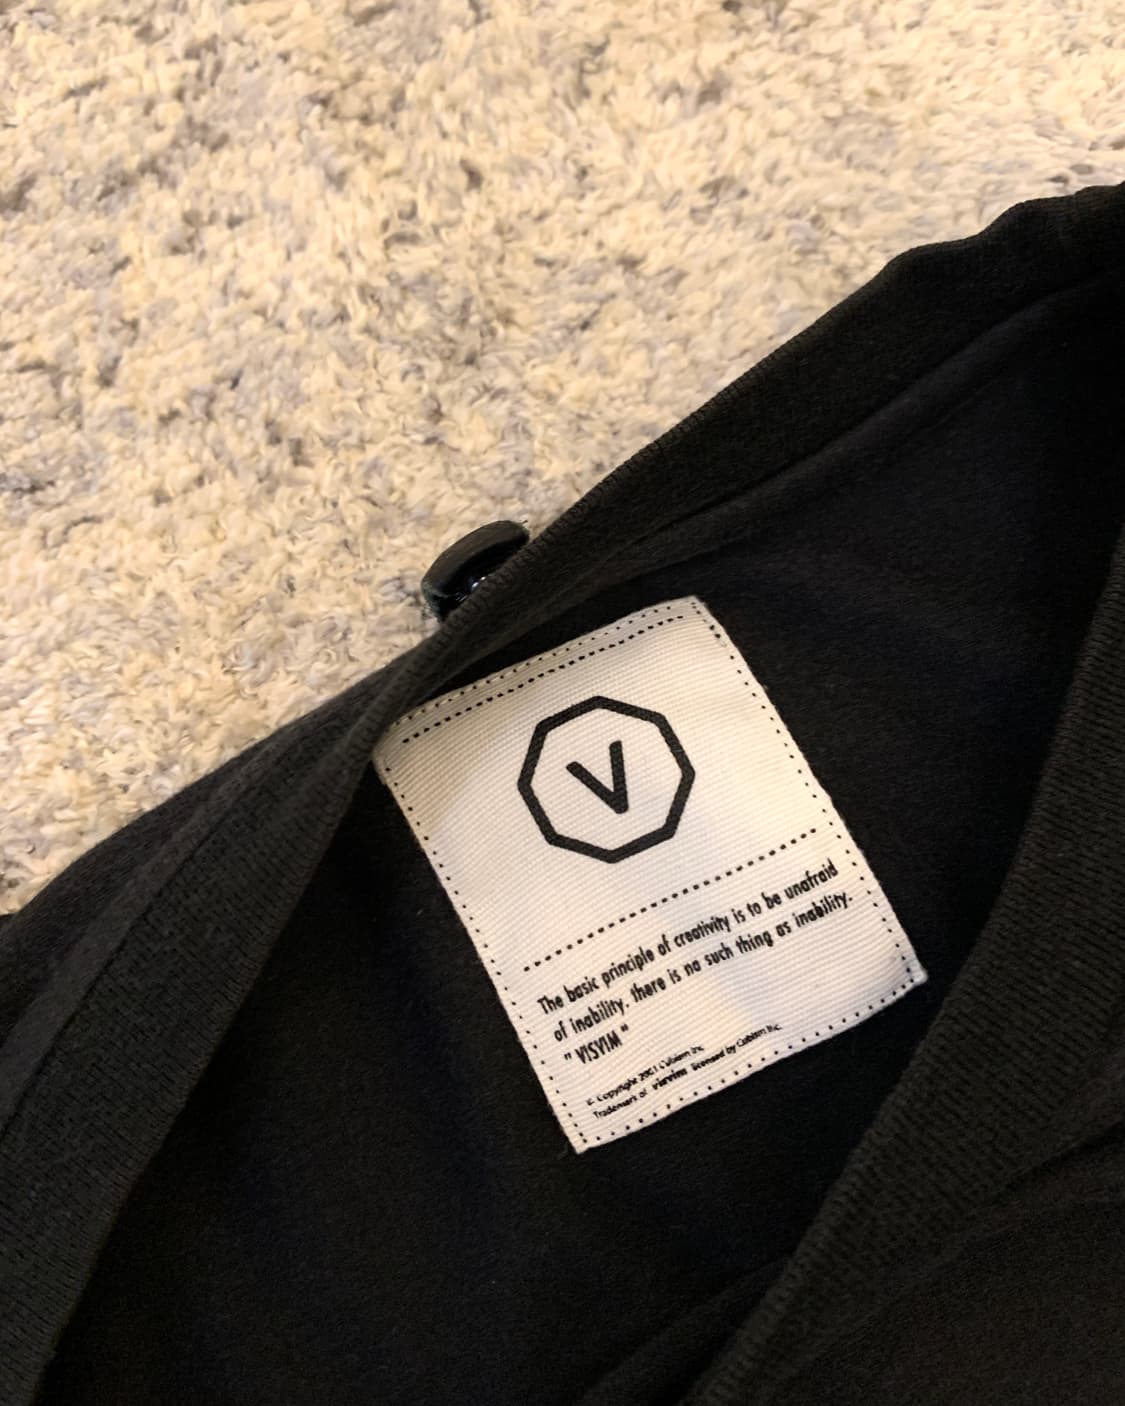 V
The basic principle of creativity is to be unafraid
of inability. there is no such thing as inability.
" VISVIM "
© Copyright 2001 Cubism Inc.
Trademark of visvim licensed by Cubism Inc.